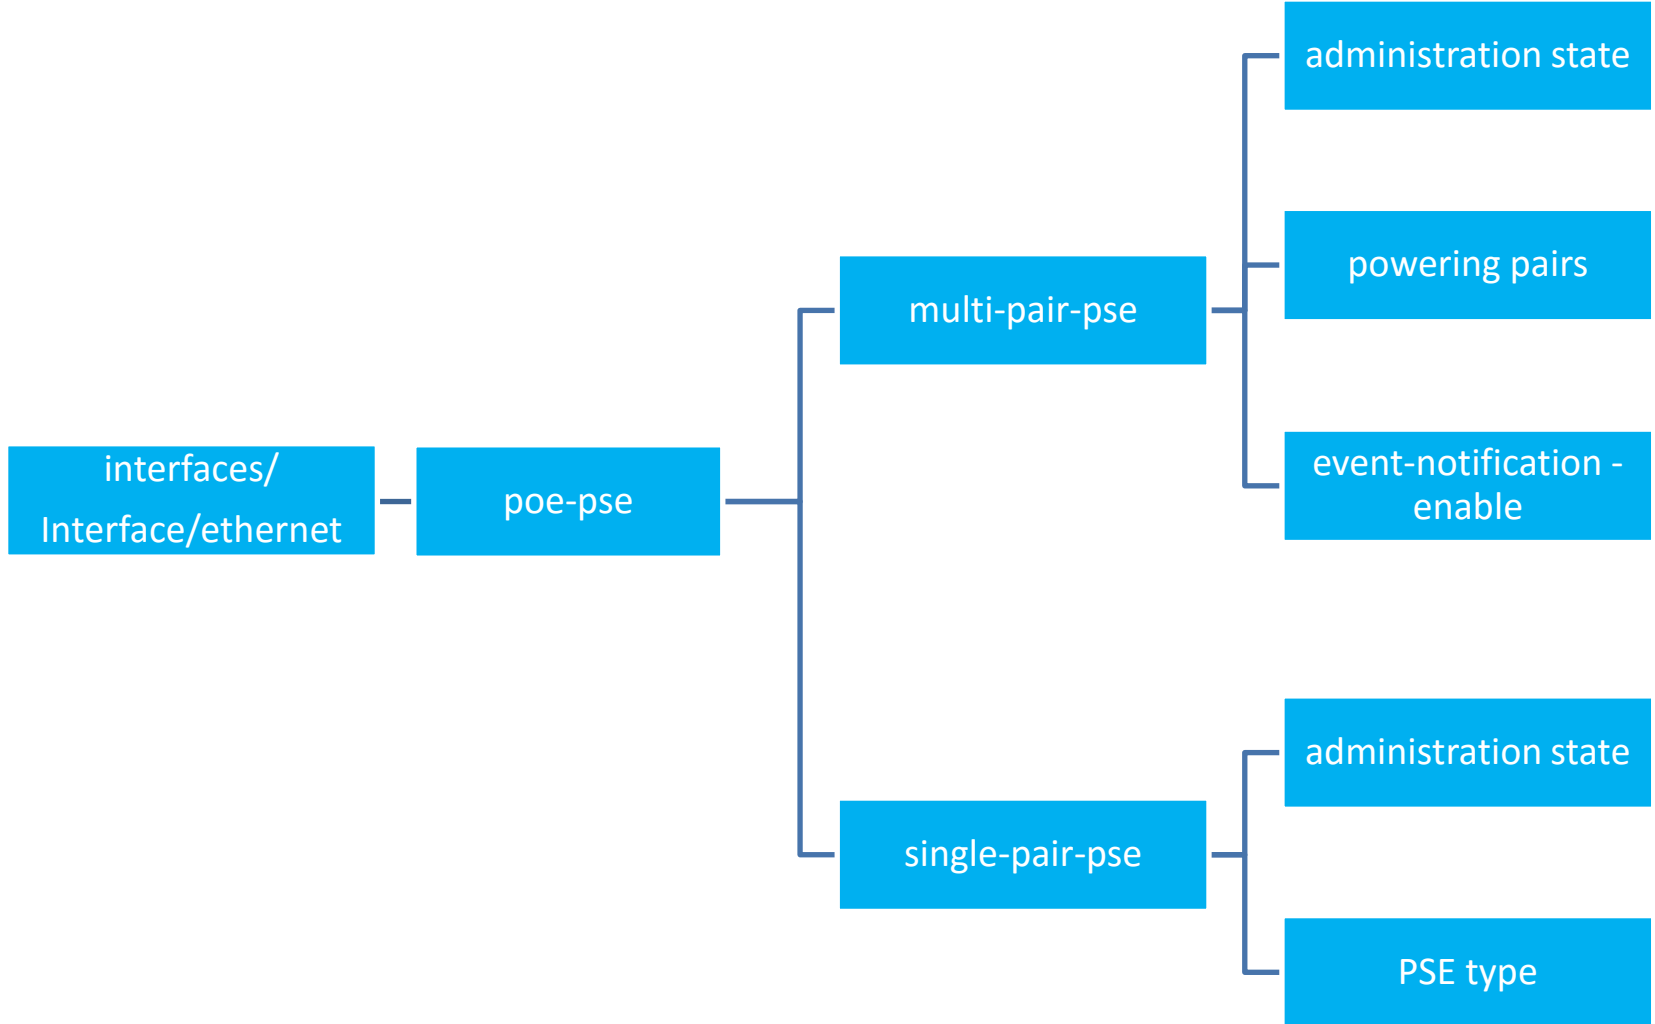 interfaces/
Interface/ethernet
poe-pse
multi-pair-pse
administration state
powering pairs
event-notification -
enable
single-pair-pse
administration state
PSE type